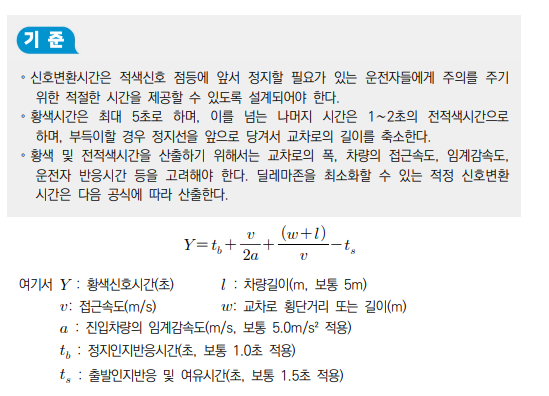 기 준
◦신호변환시간은 적색신호 점등에 앞서 정지할 필요가 있는 운전자들에게 주의를 주기
위한 적절한 시간을 제공할 수 있도록 설계되어야 한다.
◦황색시간은 최대 5초로 하며, 이를 넘는 나머지 시간은 1~2초의 전적색시간으로
하며, 부득이할 경우 정지선을 앞으로 당겨서 교차로의 길이를 축소한다.
◦황색 및 전적색시간을 산출하기 위해서는 교차로의 폭, 차량의 접근속도, 임계감속도,
운전자 반응시간 등을 고려해야 한다. 딜레마존을 최소화할 수 있는 적정 신호변환
시간은 다음 공식에 따라 산출한다.
Y = t_b + v/2a + (w+l)/v - t_s
여기서 Y : 황색신호시간(초) l : 차량길이(m, 보통 5m)
v: 접근속도(m/s) w: 교차로 횡단거리 또는 길이(m)
a : 진입차량의 임계감속도(m/s, 보통 5.0m/s² 적용)
t_b : 정지인지반응시간(초, 보통 1.0초 적용)
t_s : 출발인지반응 및 여유시간(초, 보통 1.5초 적용)